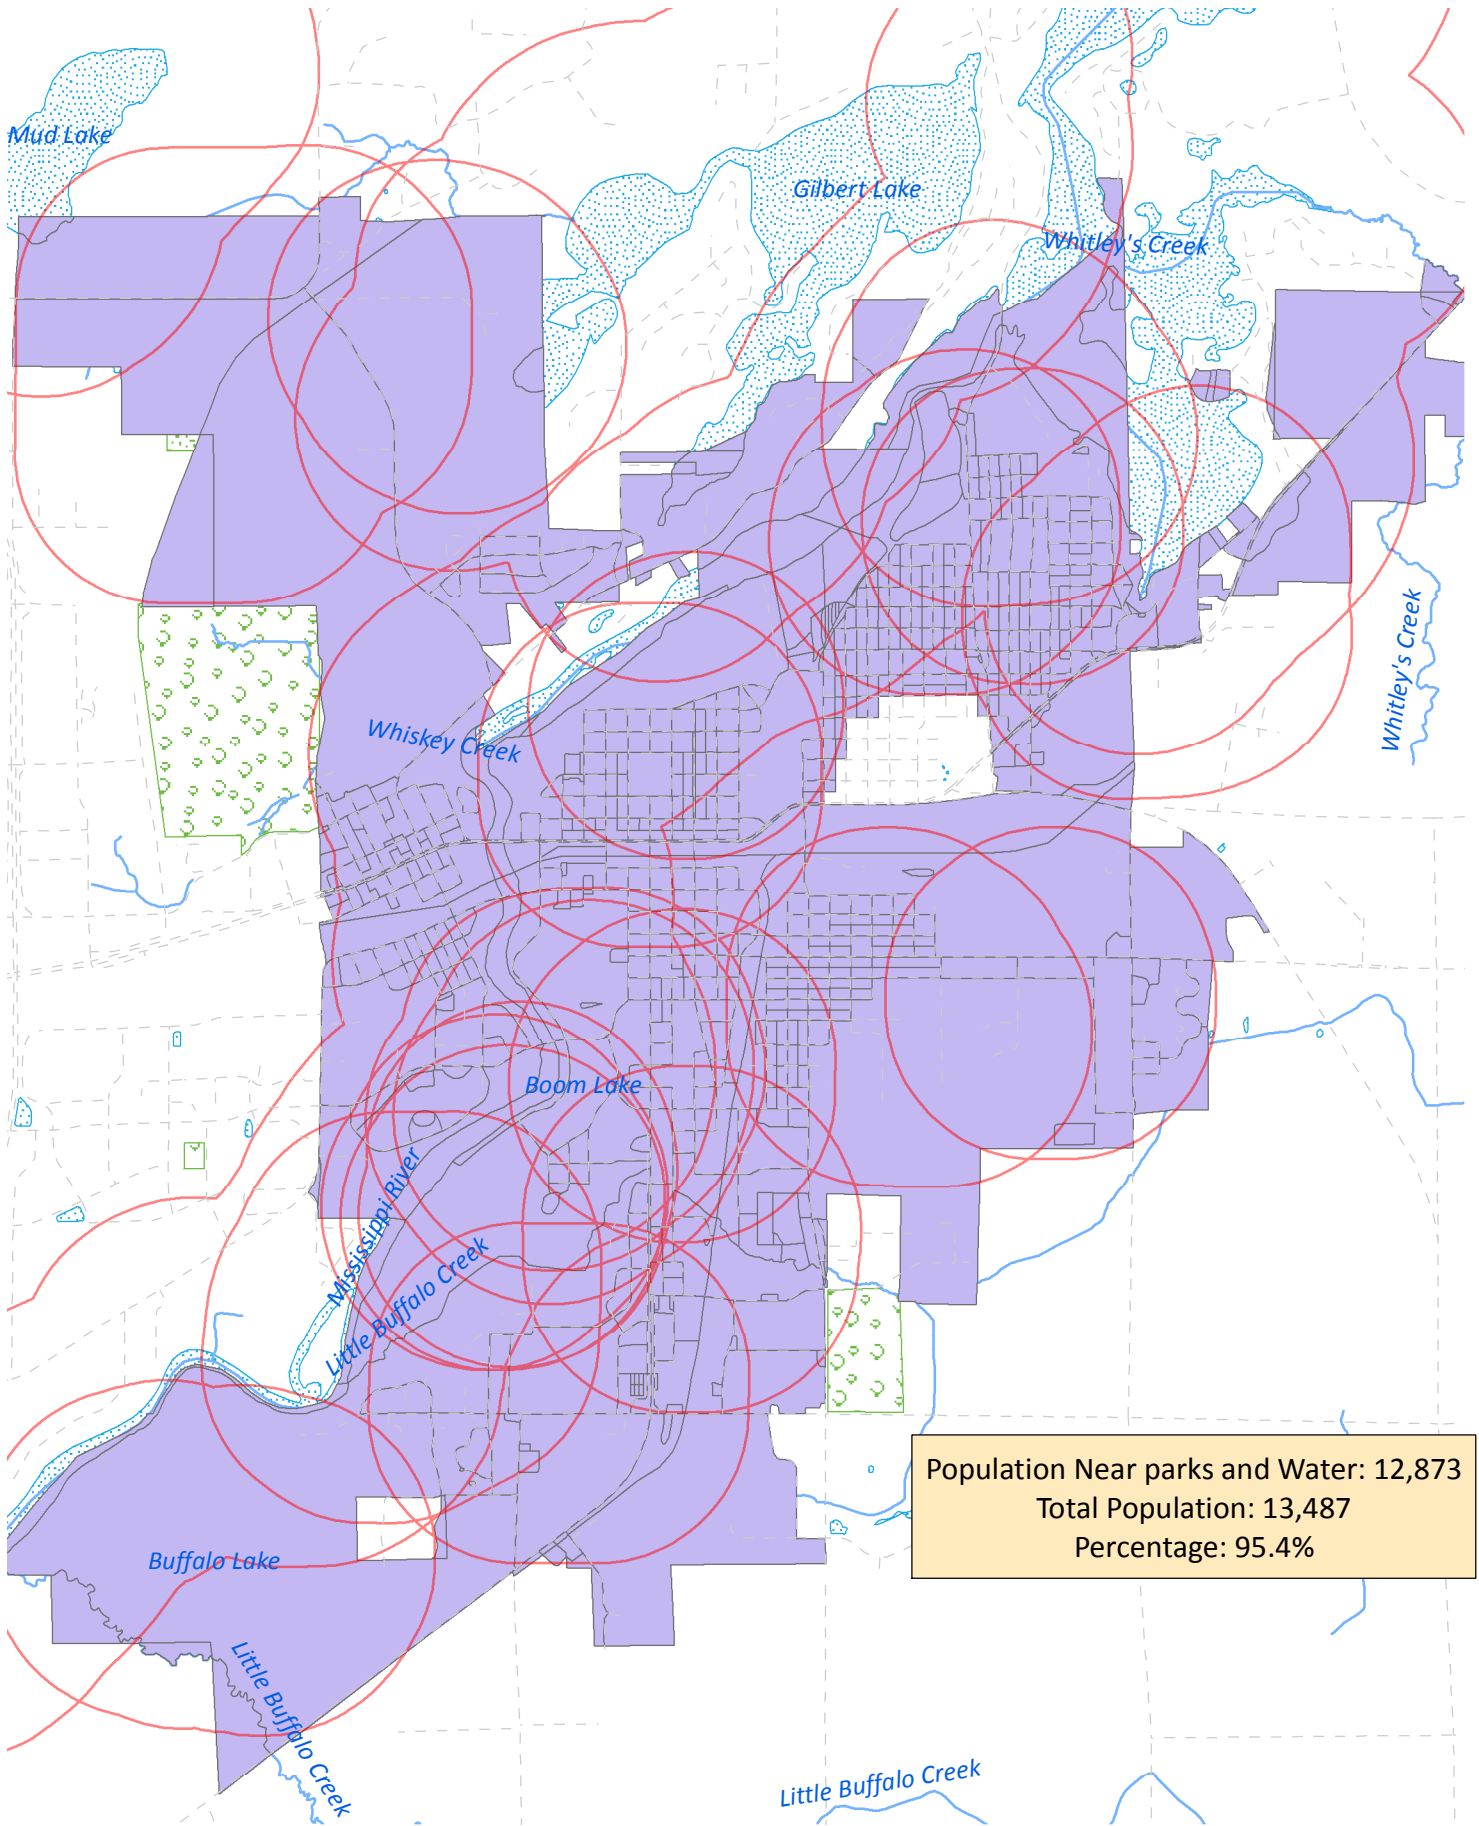 Mud Lake
Gilbert Lake
Whitley's Creek
Whitley's Creek
Whiskey Creek
Boom Lake
Mississippi River
Little Buffalo Creek
Population Near parks and Water: 12,873
Total Population: 13,487
Percentage: 95.4%
Buffalo Lake
Little Buffalo Creek
Little Buffalo Creek